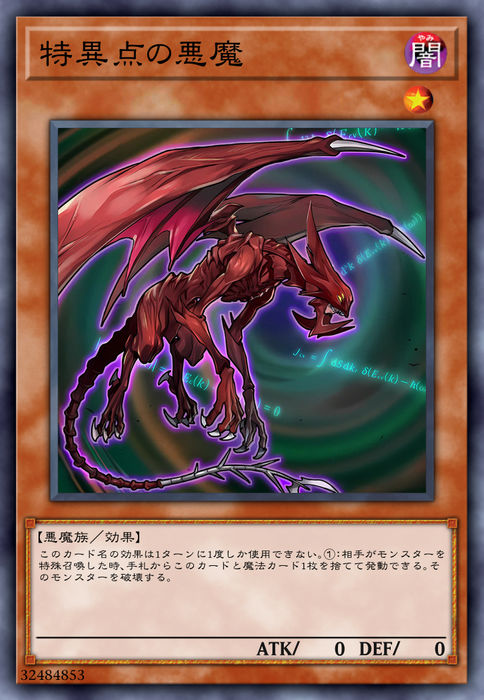 特異点の悪魔
やみ
闇
【悪魔族／効果】
このカード名の効果は1ターンに1度しか使用できない。①：相手がモンスターを
特殊召喚した時、手札からこのカードと魔法カード1枚を捨てて発動できる。そ
のモンスターを破壊する。
ATK/ 0 DEF/ 0
32484853